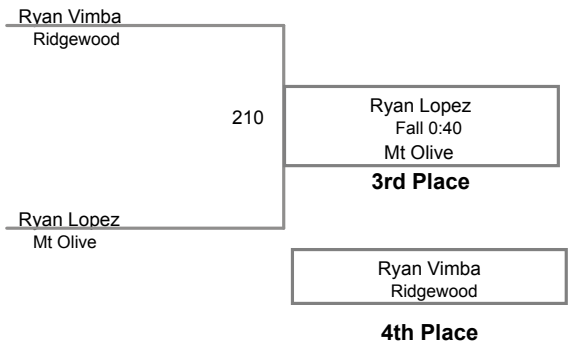 Ryan Vimba
Ridgewood
210
Ryan Lopez
Fall 0:40
Mt Olive
3rd Place
Ryan Lopez
Mt Olive
Ryan Vimba
Ridgewood
4th Place